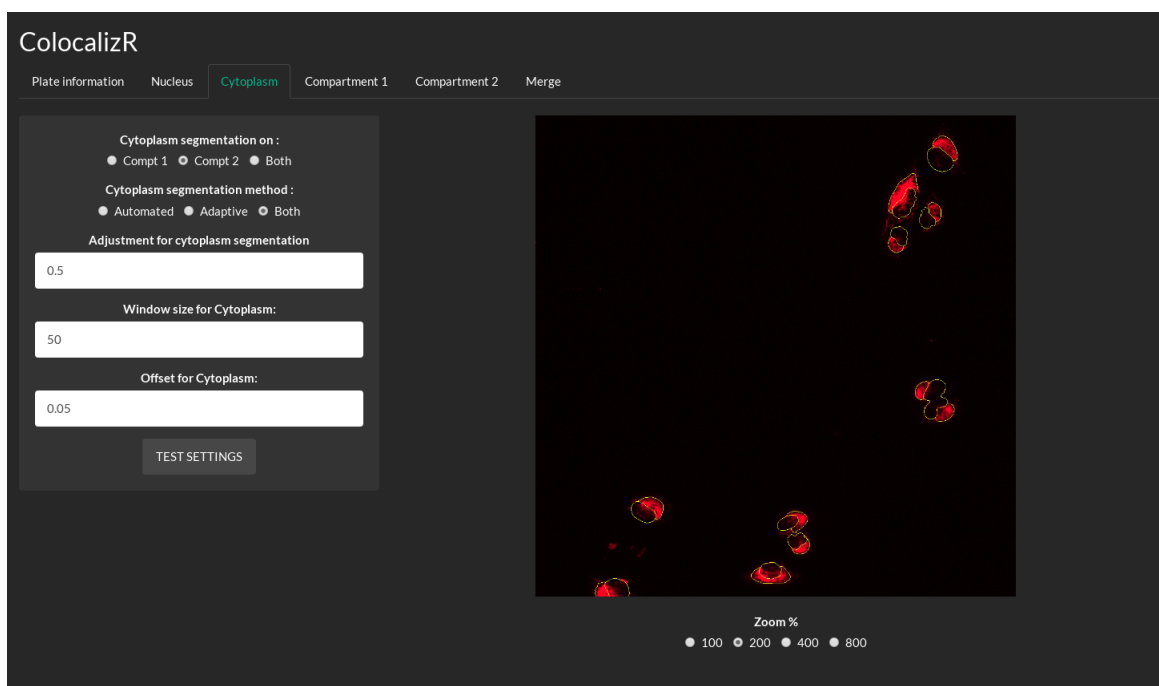 ColocalizR
Plate information Nucleus Cytoplasm Compartment 1 Compartment 2 Merge
Cytoplasm segmentation on :
Compt 1 Compt 2 Both
Cytoplasm segmentation method :
Automated Adaptive Both
Adjustment for cytoplasm segmentation
0.5
Window size for Cytoplasm:
50
Offset for Cytoplasm:
0.05
TEST SETTINGS
Zoom %
100 200 400 800